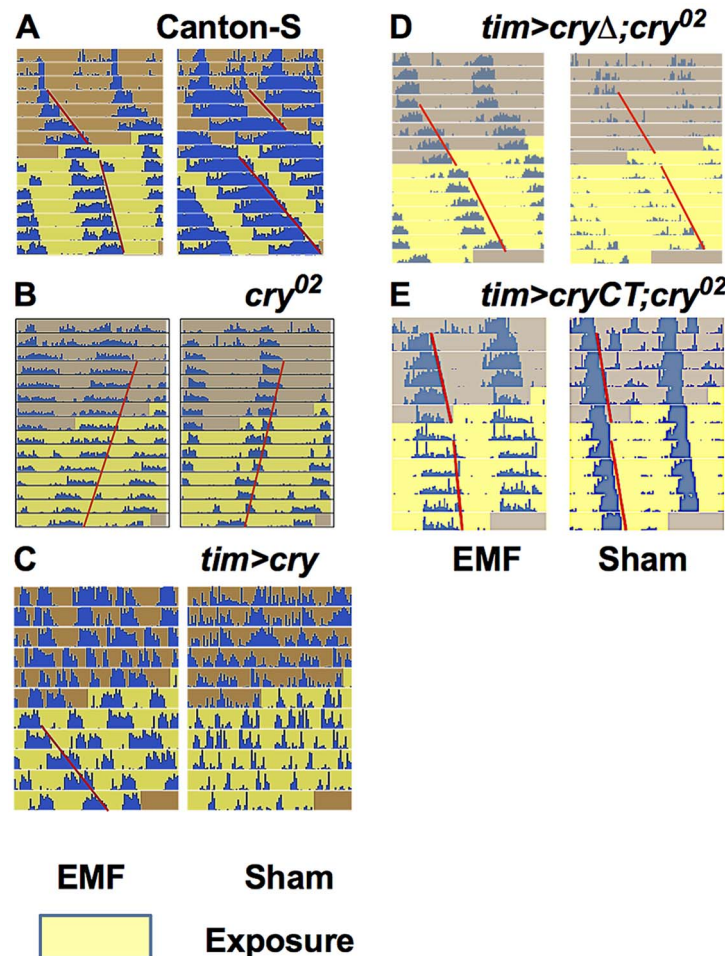 A Canton-S
B cry02
C tim>cry
EMF Sham
Exposure
D tim>cryΔ;cry02
E tim>cryCT;cry02
EMF Sham